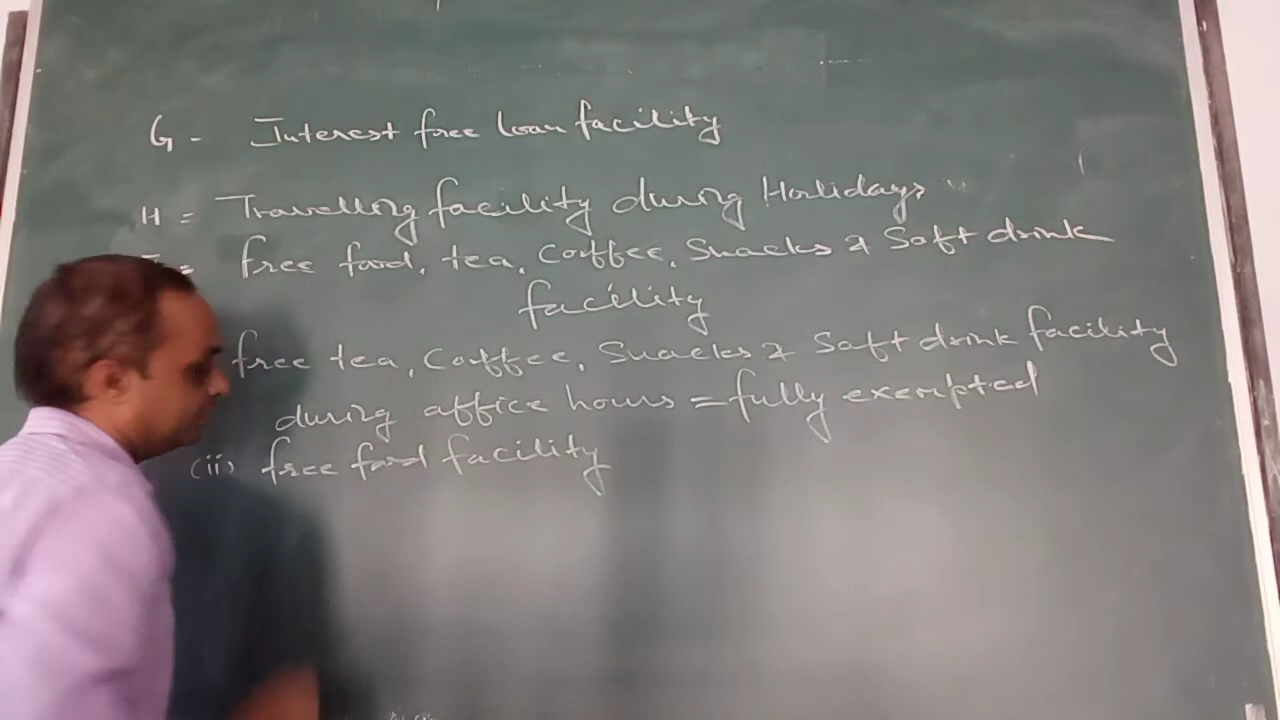 G - Interest free loan facility
H = Travelling facility during Holidays
= free food, tea, Coffee, Snacks & Soft drink
facility
free tea, Coffee, Snacks & Soft drink facility
during office hours = fully exempted
(ii) free food facility